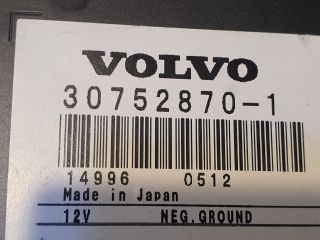 VOLVO
30752870-1
14996 0512
Made in Japan
12V NEG.GROUND